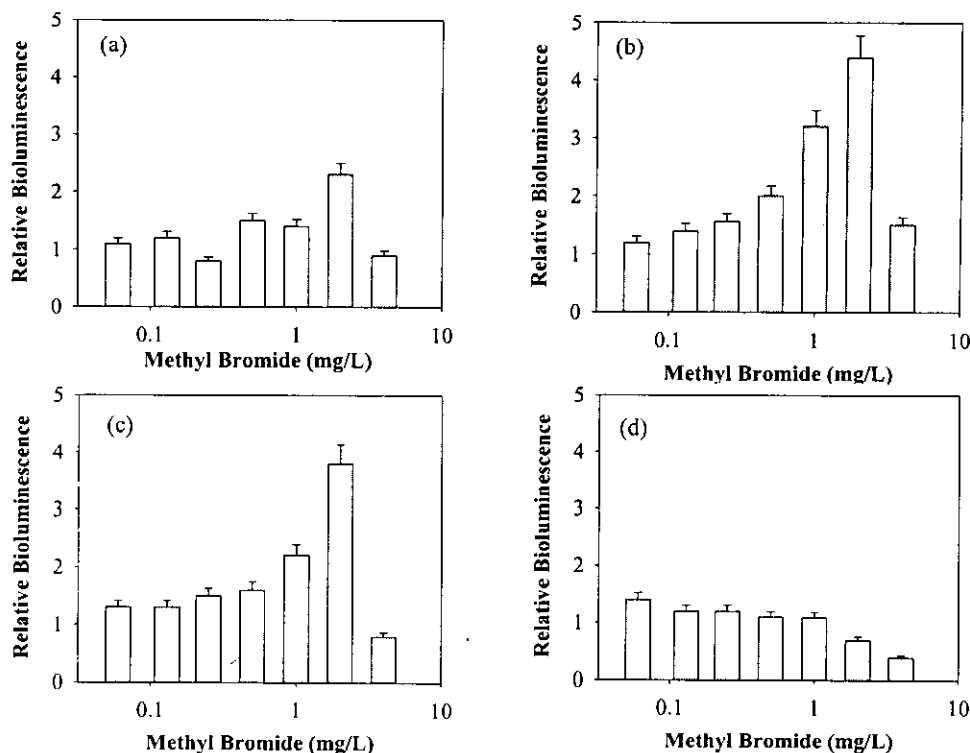 (a)
Relative Bioluminescence
5
4
3
2
1
0
0.1 1 10
Methyl Bromide (mg/L)
(b)
Relative Bioluminescence
5
4
3
2
1
0
0.1 1 10
Methyl Bromide (mg/L)
(c)
Relative Bioluminescence
5
4
3
2
1
0
0.1 1 10
Methyl Bromide (mg/L)
(d)
Relative Bioluminescence
5
4
3
2
1
0
0.1 1 10
Methyl Bromide (mg/L)